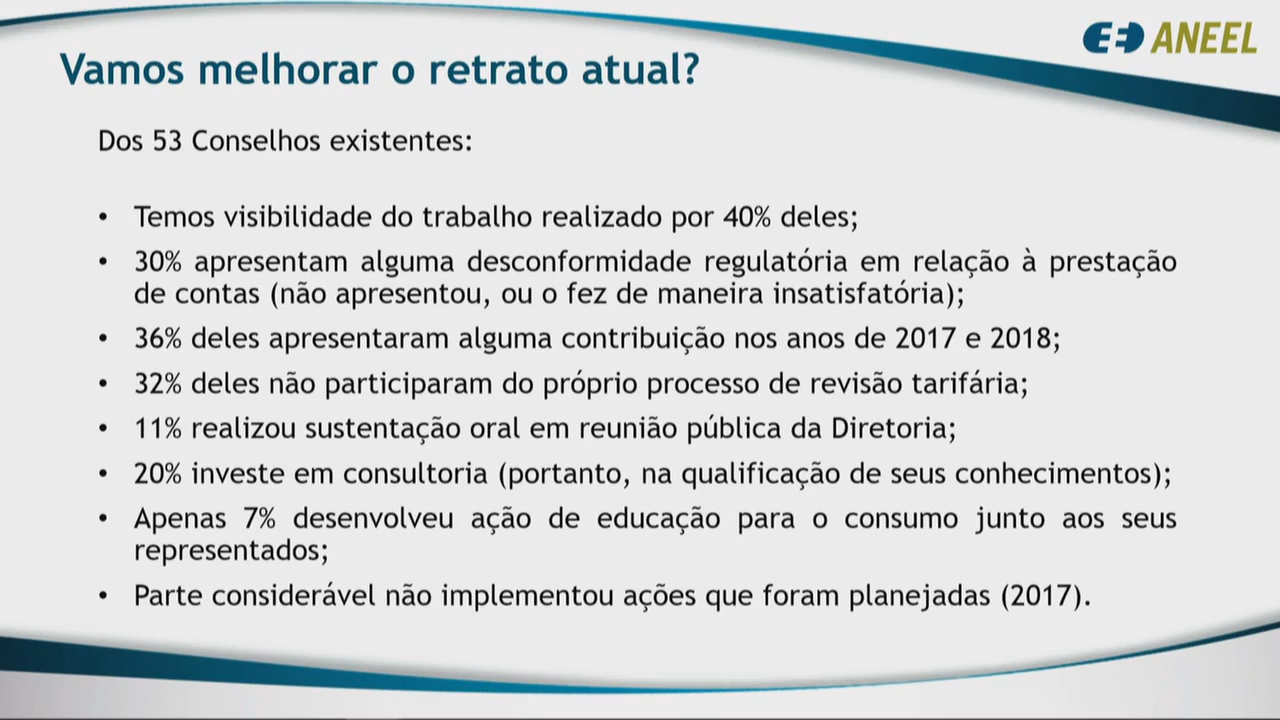 ANEEL
Vamos melhorar o retrato atual?
Dos 53 Conselhos existentes:
• Temos visibilidade do trabalho realizado por 40% deles;
• 30% apresentam alguma desconformidade regulatória em relação à prestação
de contas (não apresentou, ou o fez de maneira insatisfatória);
• 36% deles apresentaram alguma contribuição nos anos de 2017 e 2018;
• 32% deles não participaram do próprio processo de revisão tarifária;
• 11% realizou sustentação oral em reunião pública da Diretoria;
• 20% investe em consultoria (portanto, na qualificação de seus conhecimentos);
• Apenas 7% desenvolveu ação de educação para o consumo junto aos seus
representados;
• Parte considerável não implementou ações que foram planejadas (2017).